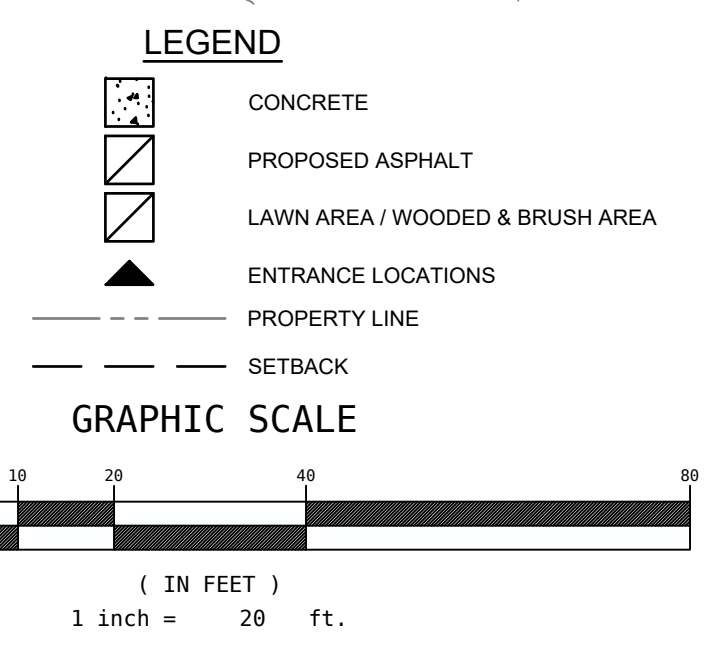 LEGEND
CONCRETE
PROPOSED ASPHALT
LAWN AREA / WOODED & BRUSH AREA
ENTRANCE LOCATIONS
PROPERTY LINE
SETBACK
GRAPHIC SCALE
10 20 40 80
( IN FEET )
1 inch = 20 ft.